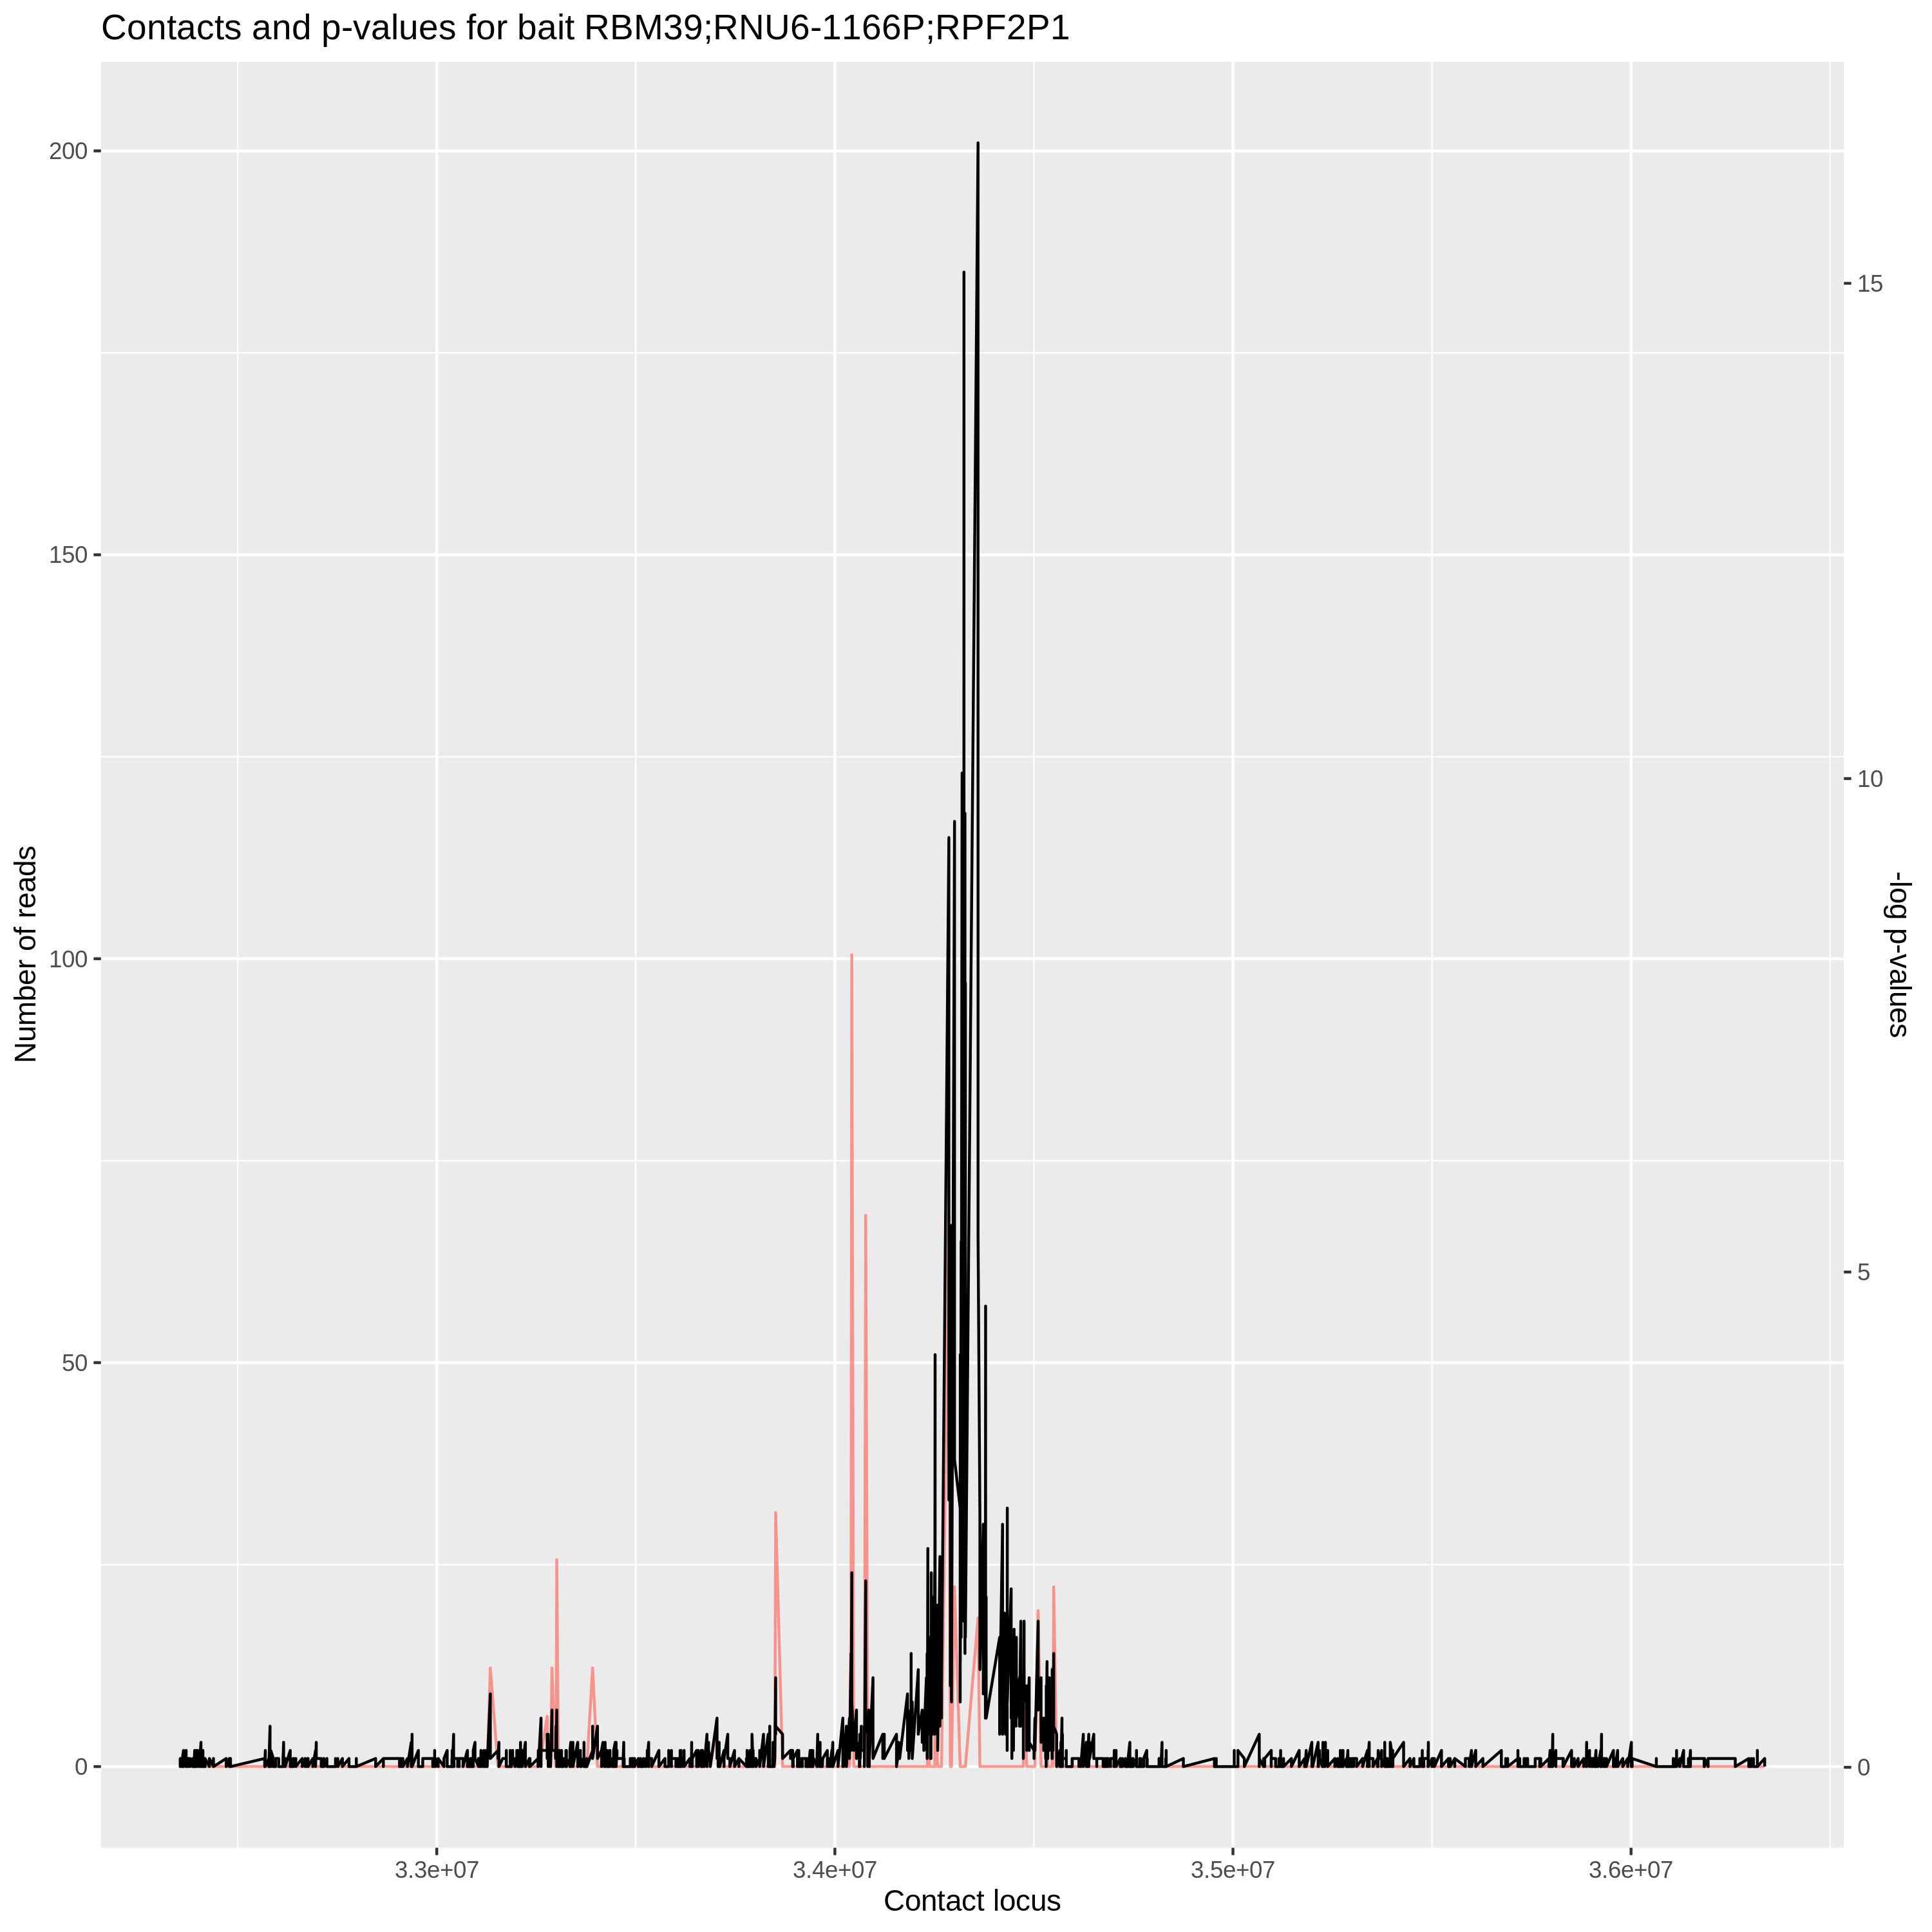 Contacts and p-values for bait RBM39;RNU6-1166P;RPF2P1
200
150
100
50
0
Number of reads
15
10
5
0
-log p-values
3.3e+07
3.4e+07
3.5e+07
3.6e+07
Contact locus